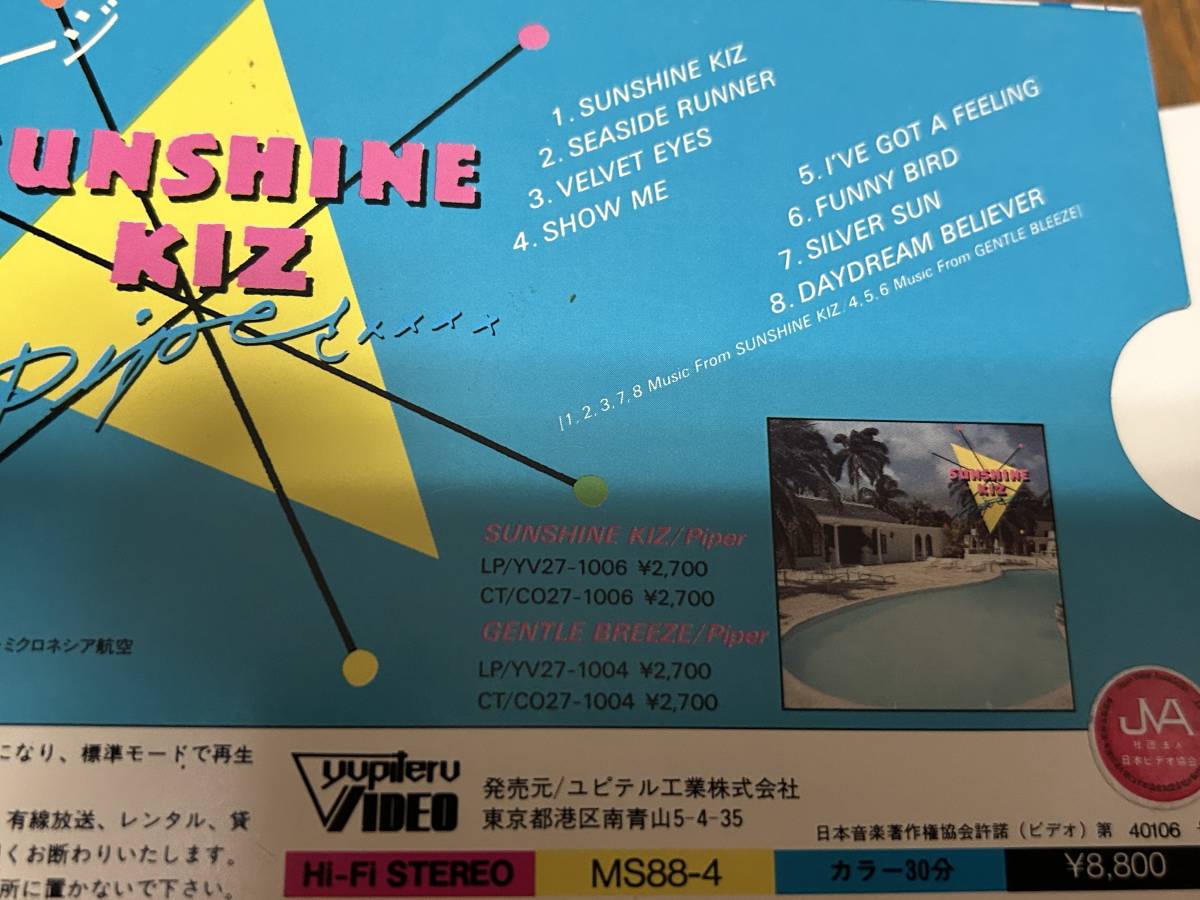 ージ
SUNSHINE
KIZ
Piper
1. SUNSHINE KIZ
2. SEASIDE RUNNER
3. VELVET EYES
4. SHOW ME
5. I'VE GOT A FEELING
6. FUNNY BIRD
7. SILVER SUN
8. DAYDREAM BELIEVER
[1, 2, 3, 7, 8 Music From SUNSHINE KIZ/4, 5, 6 Music From GENTLE BLEEZE]
SUNSHINE
KIZ
SUNSHINE KIZ/Piper
LP/YV27-1006 ¥2,700
CT/CO27-1006 ¥2,700
GENTLE BREEZE/Piper
LP/YV27-1004 ¥2,700
CT/CO27-1004 ¥2,700
ミクロネシア航空
になり、標準モードで再生
有線放送、レンタル、貸
くお断わりいたします。
所に置かないで下さい。
yupiteru
VIDEO
発売元/ユピテル工業株式会社
東京都港区南青山5-4-35
JVA
社団法人
日本ビデオ協会
日本音楽著作権協会許諾(ビデオ)第 40106
Hi-Fi STEREO
MS88-4
カラー30分
¥8,800